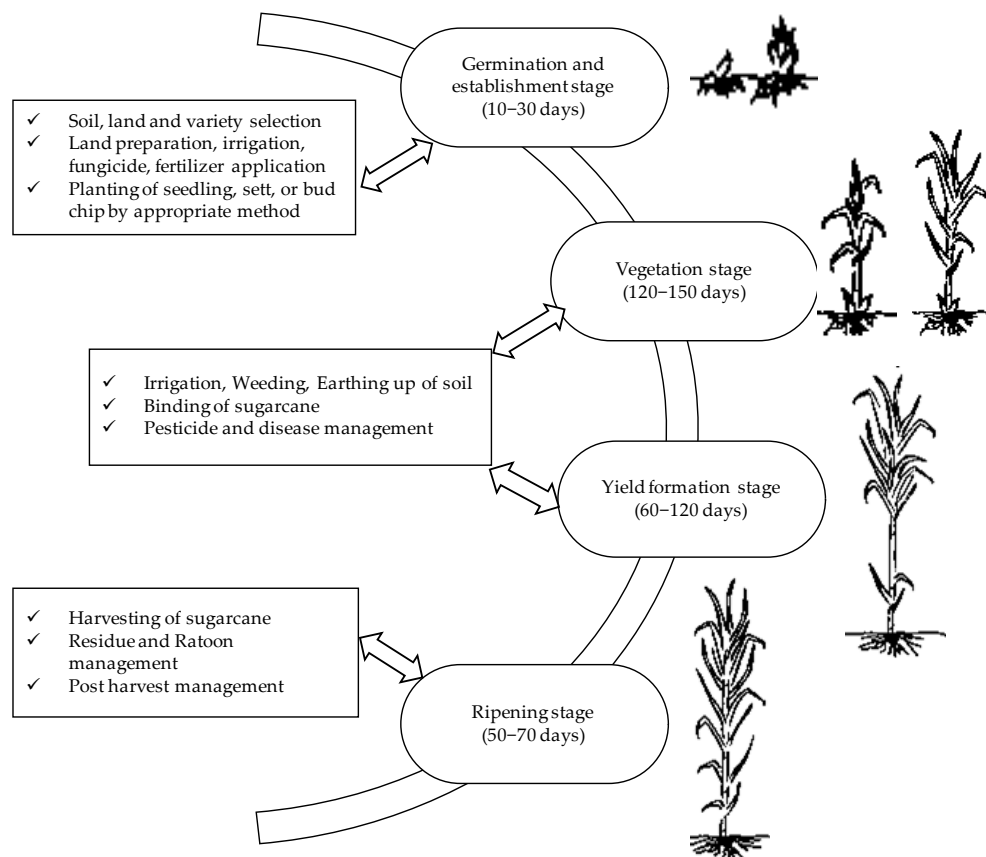 Germination and
establishment stage
(10−30 days)
✓ Soil, land and variety selection
✓ Land preparation, irrigation,
fungicide, fertilizer application
✓ Planting of seedling, sett, or bud
chip by appropriate method
Vegetation stage
(120−150 days)
✓ Irrigation, Weeding, Earthing up of soil
✓ Binding of sugarcane
✓ Pesticide and disease management
Yield formation stage
(60−120 days)
✓ Harvesting of sugarcane
✓ Residue and Ratoon
management
✓ Post harvest management
Ripening stage
(50−70 days)